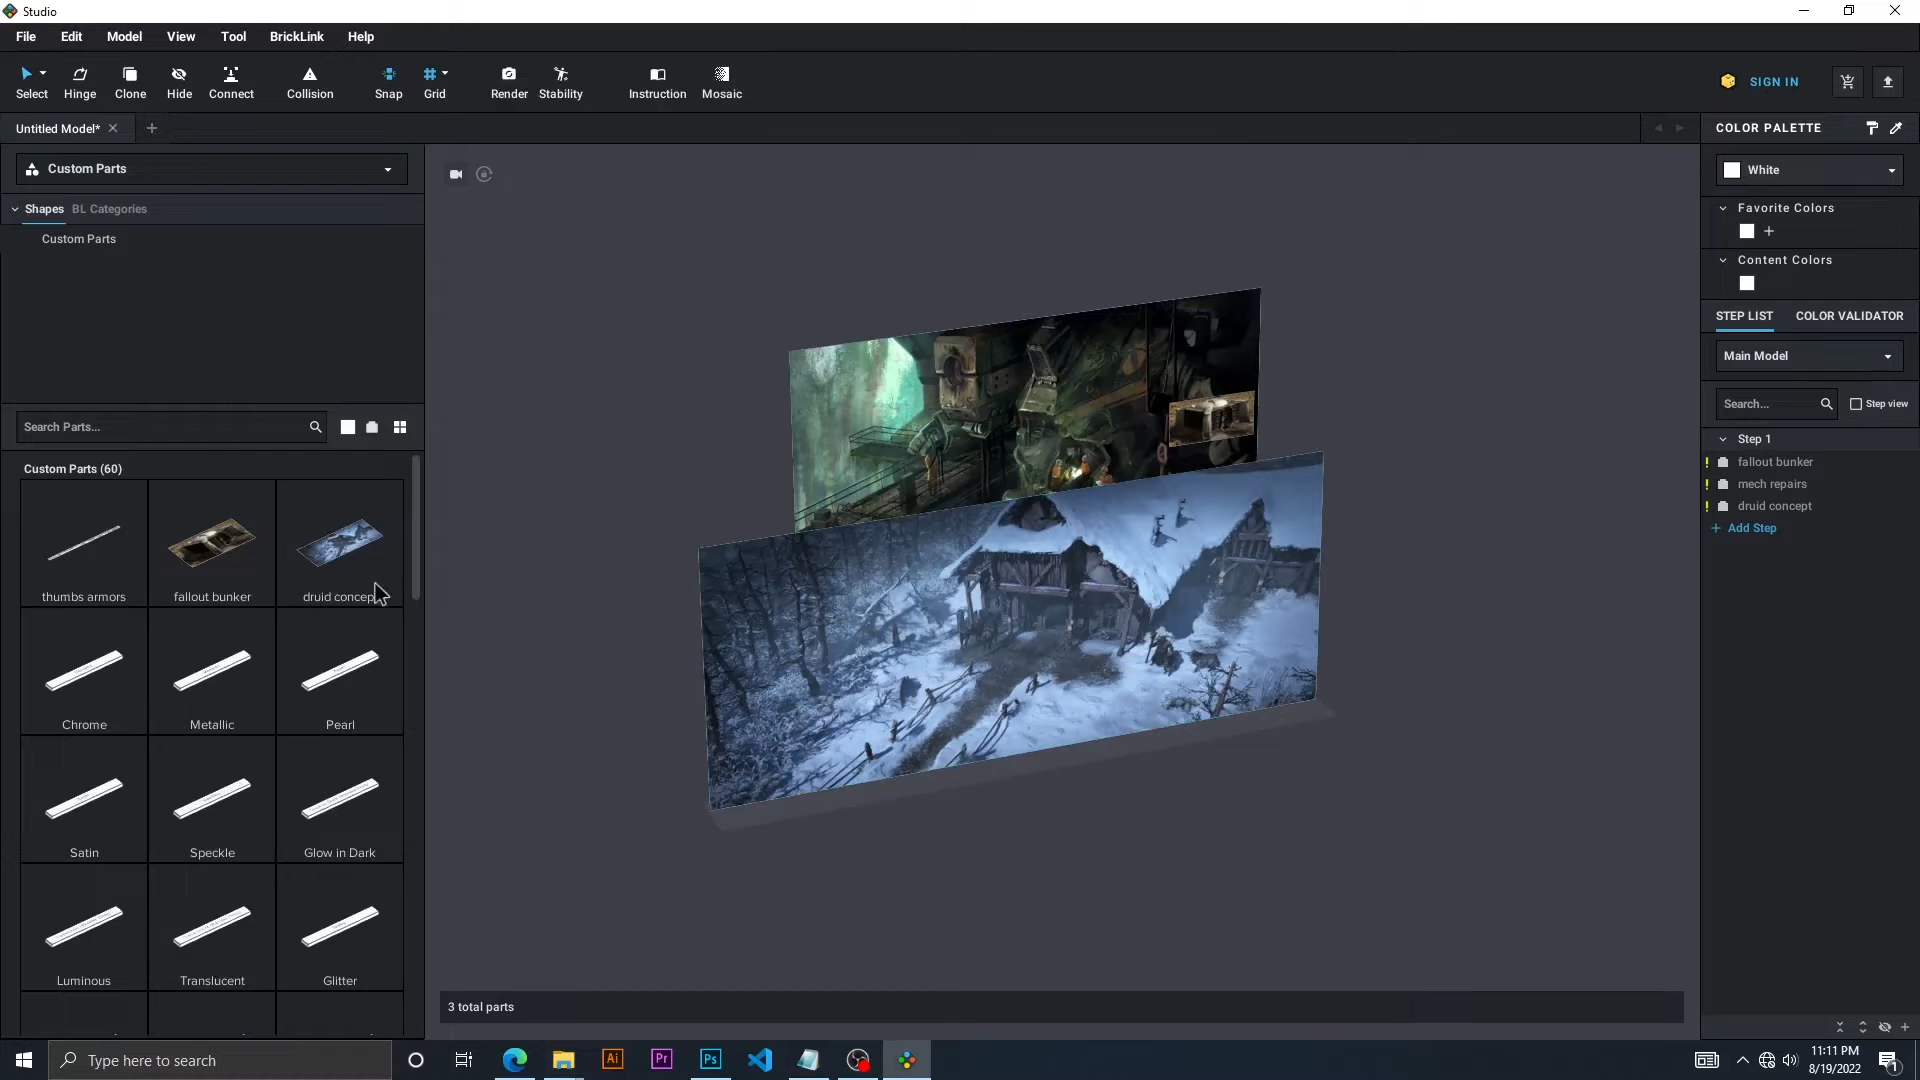 Studio
File Edit Model View Tool BrickLink Help
Select Hinge Clone Hide Connect Collision Snap Grid Render Stability Instruction Mosaic
SIGN IN
Untitled Model*
COLOR PALETTE
Custom Parts
White
Shapes BL Categories
Favorite Colors
Custom Parts
Content Colors
STEP LIST COLOR VALIDATOR
Main Model
Search... Step view
Search Parts...
Step 1
fallout bunker
mech repairs
druid concept
Add Step
Custom Parts (60)
thumbs armors fallout bunker druid concep
Chrome Metallic Pearl
Satin Speckle Glow in Dark
Luminous Translucent Glitter
3 total parts
Type here to search
Ai Pr Ps
11:11 PM
8/19/2022
1